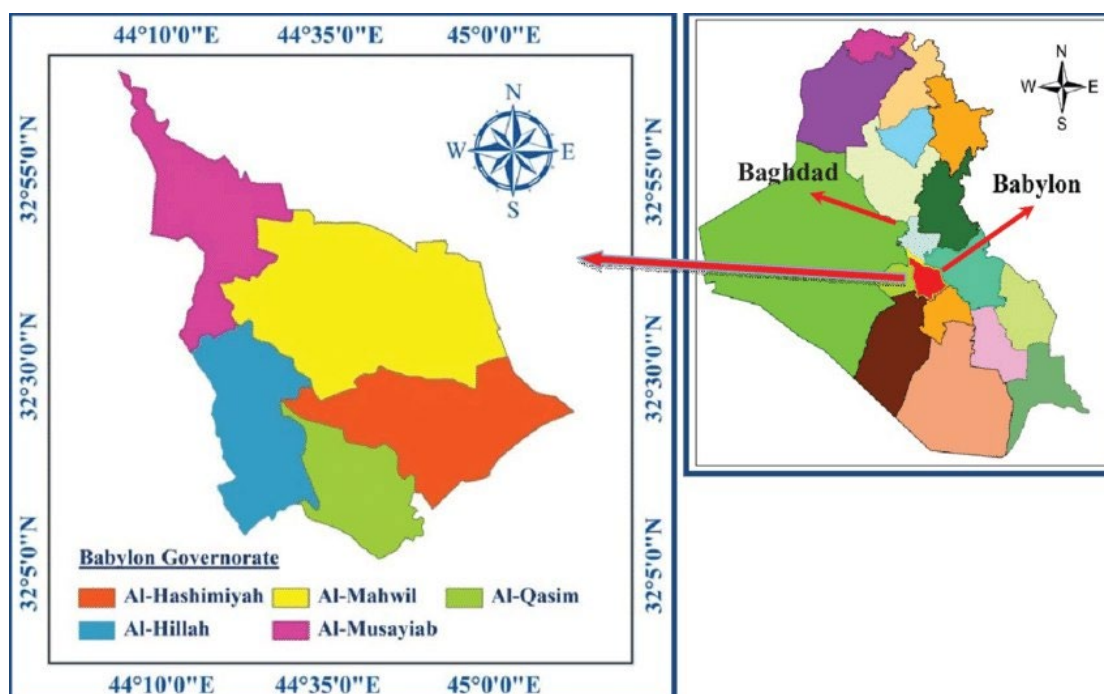 44°10'0"E 44°35'0"E 45°0'0"E
N
W E
S
32°55'0"N 32°55'0"N
32°30'0"N 32°30'0"N
32°5'0"N 32°5'0"N
Babylon Governorate
Al-Hashimiyah Al-Mahwil Al-Qasim
Al-Hillah Al-Musayiab
44°10'0"E 44°35'0"E 45°0'0"E
N
W E
S
Baghdad
Babylon